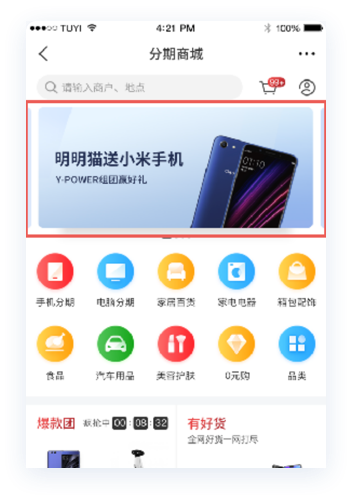 TUYI 4:21 PM 100%
分期商城
请输入商户、地点
99+
明明猫送小米手机
Y-POWER组团赢好礼
手机分期 电脑分期 家居百货 家电电器 箱包配饰
食品 汽车用品 美容护肤 0元购 品类
爆款团 疯抢中 00:08:32
有好货
全网好货一网打尽